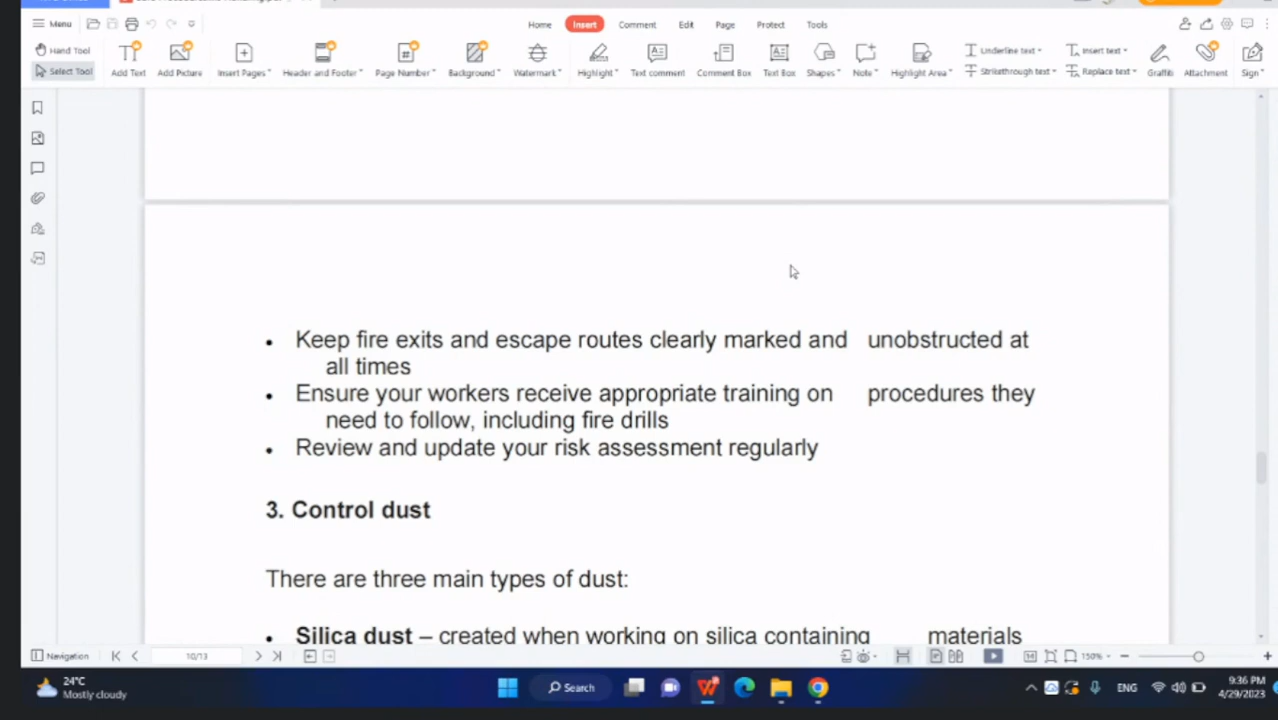 Menu
Home Insert Comment Edit Page Protect Tools
Hand Tool
Select Tool
Add Text
Add Picture
Insert Pages
Header and Footer
Page Number
Background
Watermark
Highlight
Text comment
Comment Box
Text Box
Shapes
Note
Highlight Area
Underline text
Strikethrough text
Insert text
Replace text
Graffiti
Attachment
Sign
• Keep fire exits and escape routes clearly marked and unobstructed at
all times
• Ensure your workers receive appropriate training on procedures they
need to follow, including fire drills
• Review and update your risk assessment regularly
3. Control dust
There are three main types of dust:
• Silica dust – created when working on silica containing materials
Navigation
10/13
150%
24°C
Mostly cloudy
Search
ENG
9:36 PM
4/29/2023